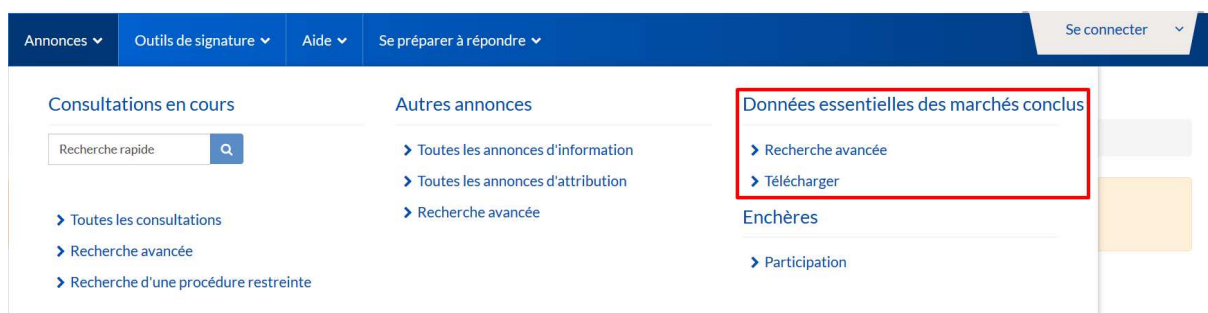 Annonces
Outils de signature
Aide
Se préparer à répondre
Se connecter
Consultations en cours
Recherche rapide
Toutes les consultations
Recherche avancée
Recherche d'une procédure restreinte
Autres annonces
Toutes les annonces d'information
Toutes les annonces d'attribution
Recherche avancée
Données essentielles des marchés conclus
Recherche avancée
Télécharger
Enchères
Participation